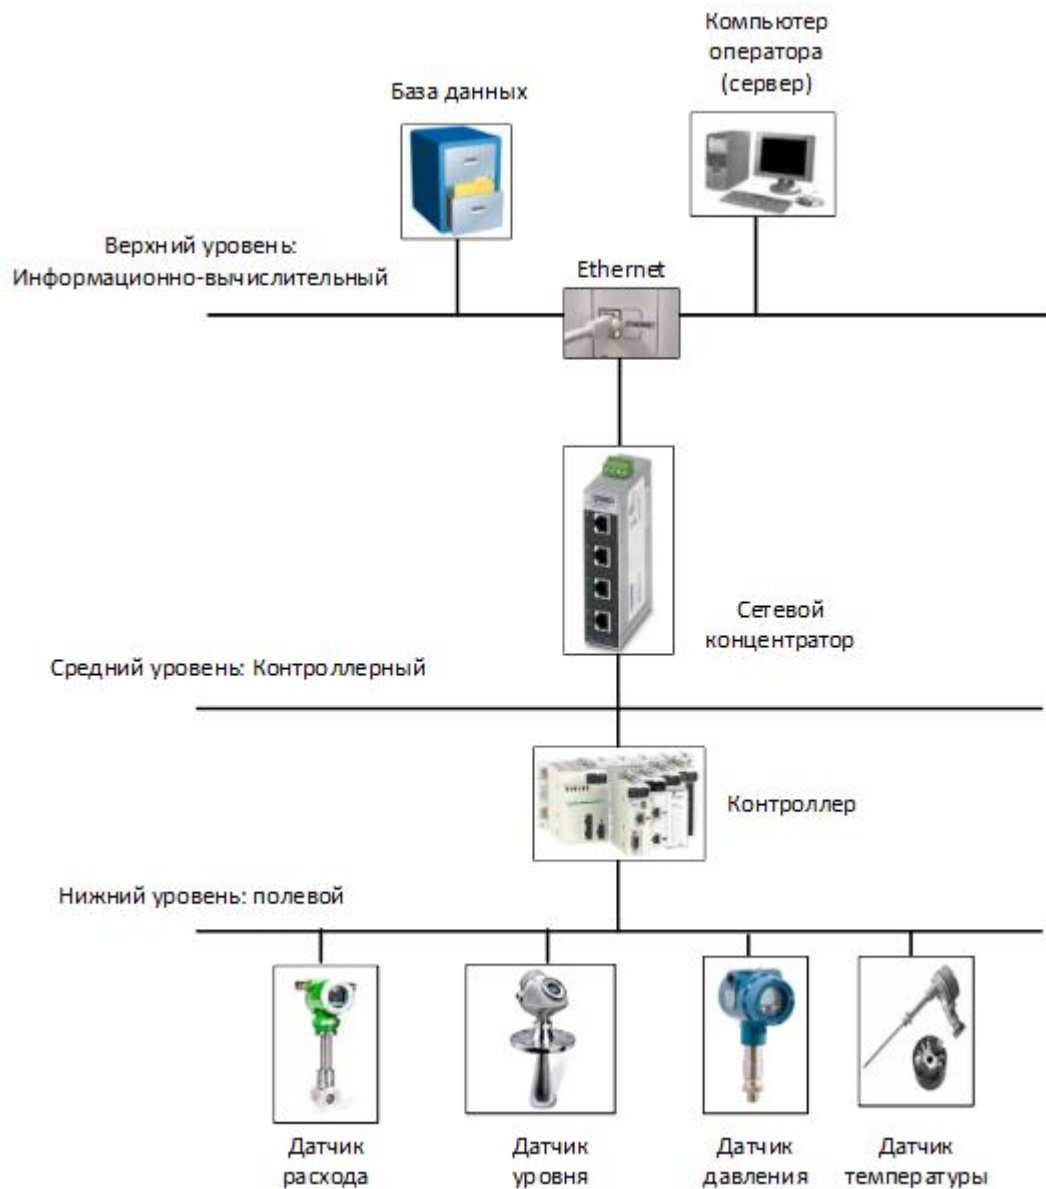 Компьютер
оператора
(сервер)
База данных
Верхний уровень:
Информационно-вычислительный
Ethernet
Сетевой
концентратор
Средний уровень: Контроллерный
Контроллер
Нижний уровень: полевой
Датчик
расхода
Датчик
уровня
Датчик
давления
Датчик
температуры